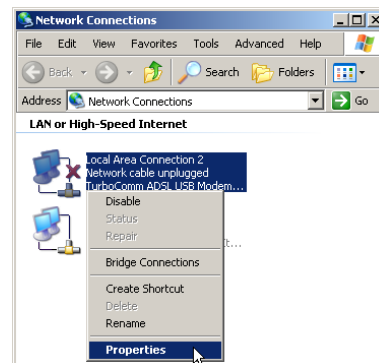 Network Connections
File Edit View Favorites Tools Advanced Help
Back Search Folders
Address Network Connections Go
LAN or High-Speed Internet
Local Area Connection 2
Network cable unplugged
TurboComm ADSL USB Modem...
Disable
Status
Repair
Bridge Connections
Create Shortcut
Delete
Rename
Properties